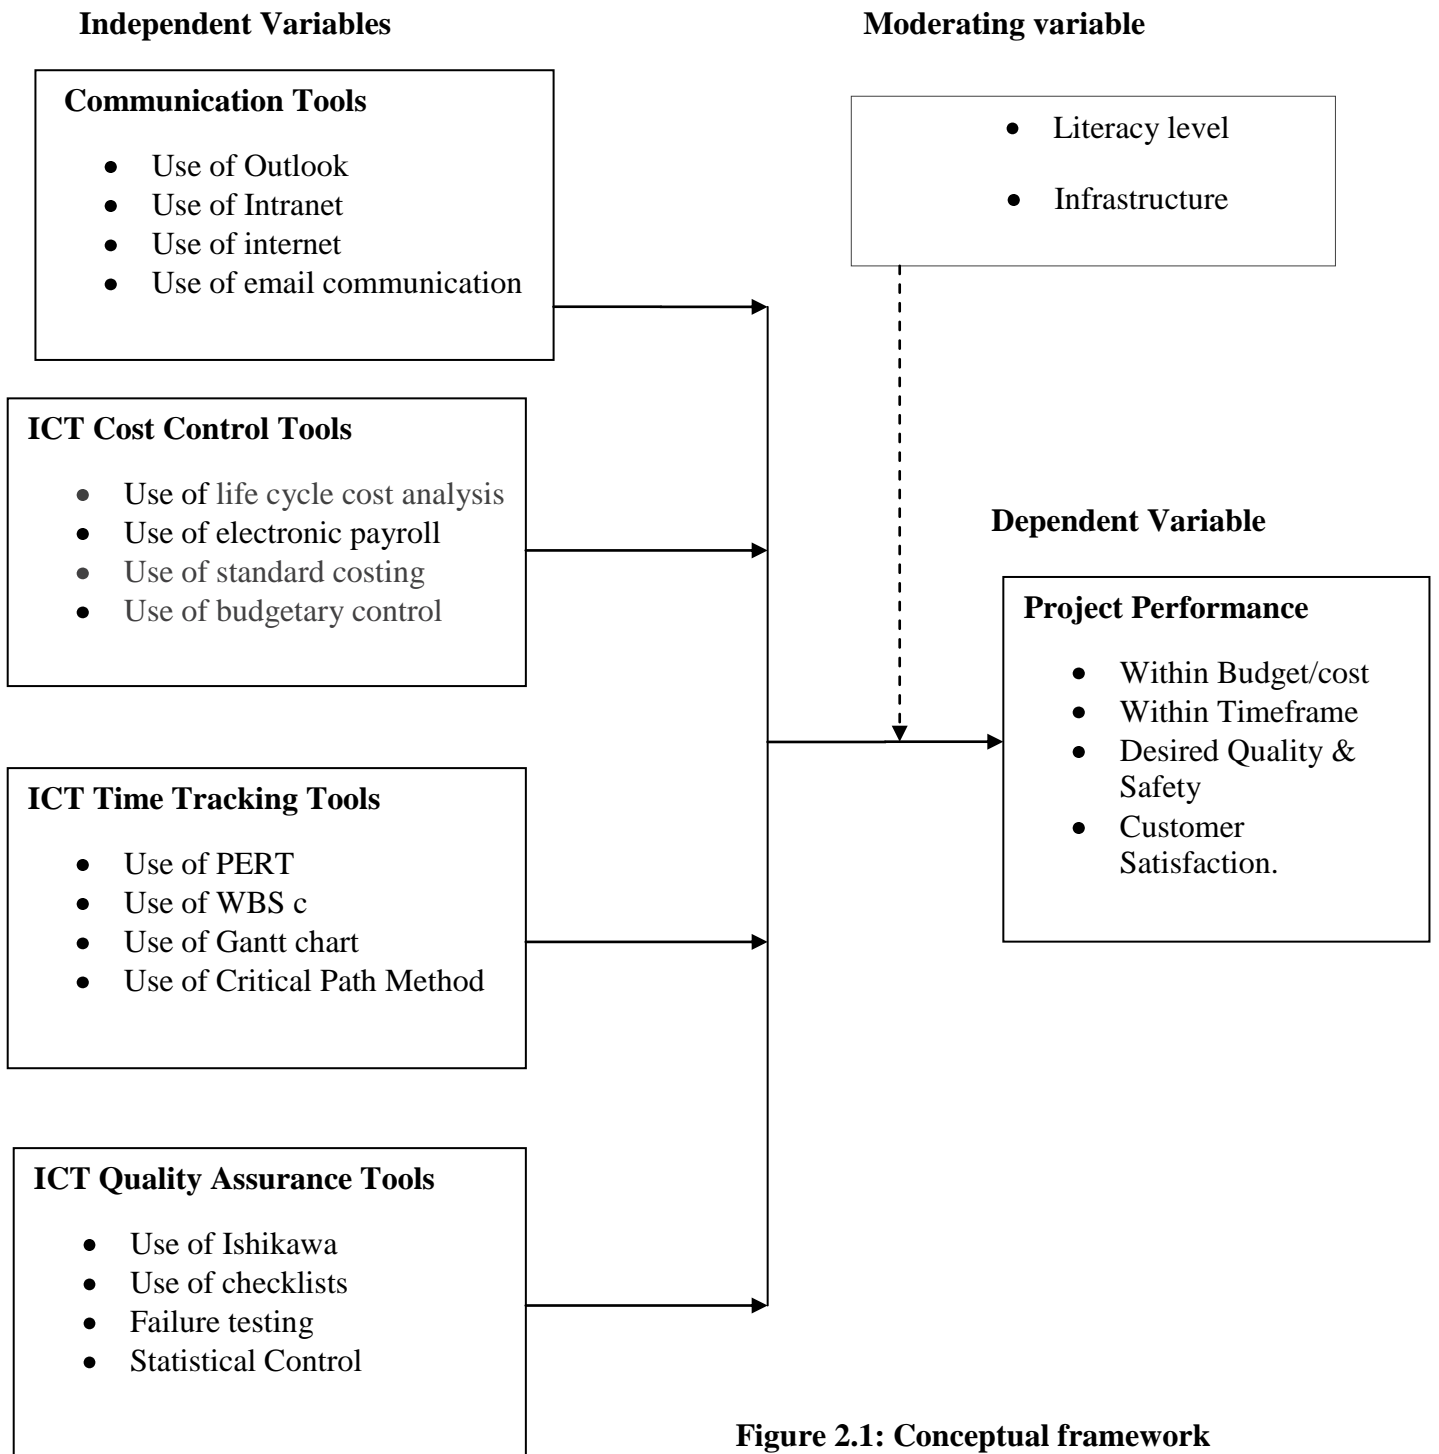 Independent Variables
Moderating variable
Communication Tools
• Use of Outlook
• Use of Intranet
• Use of internet
• Use of email communication
• Literacy level
• Infrastructure
ICT Cost Control Tools
• Use of life cycle cost analysis
• Use of electronic payroll
• Use of standard costing
• Use of budgetary control
Dependent Variable
Project Performance
• Within Budget/cost
• Within Timeframe
• Desired Quality &
Safety
• Customer
Satisfaction.
ICT Time Tracking Tools
• Use of PERT
• Use of WBS c
• Use of Gantt chart
• Use of Critical Path Method
ICT Quality Assurance Tools
• Use of Ishikawa
• Use of checklists
• Failure testing
• Statistical Control
Figure 2.1: Conceptual framework